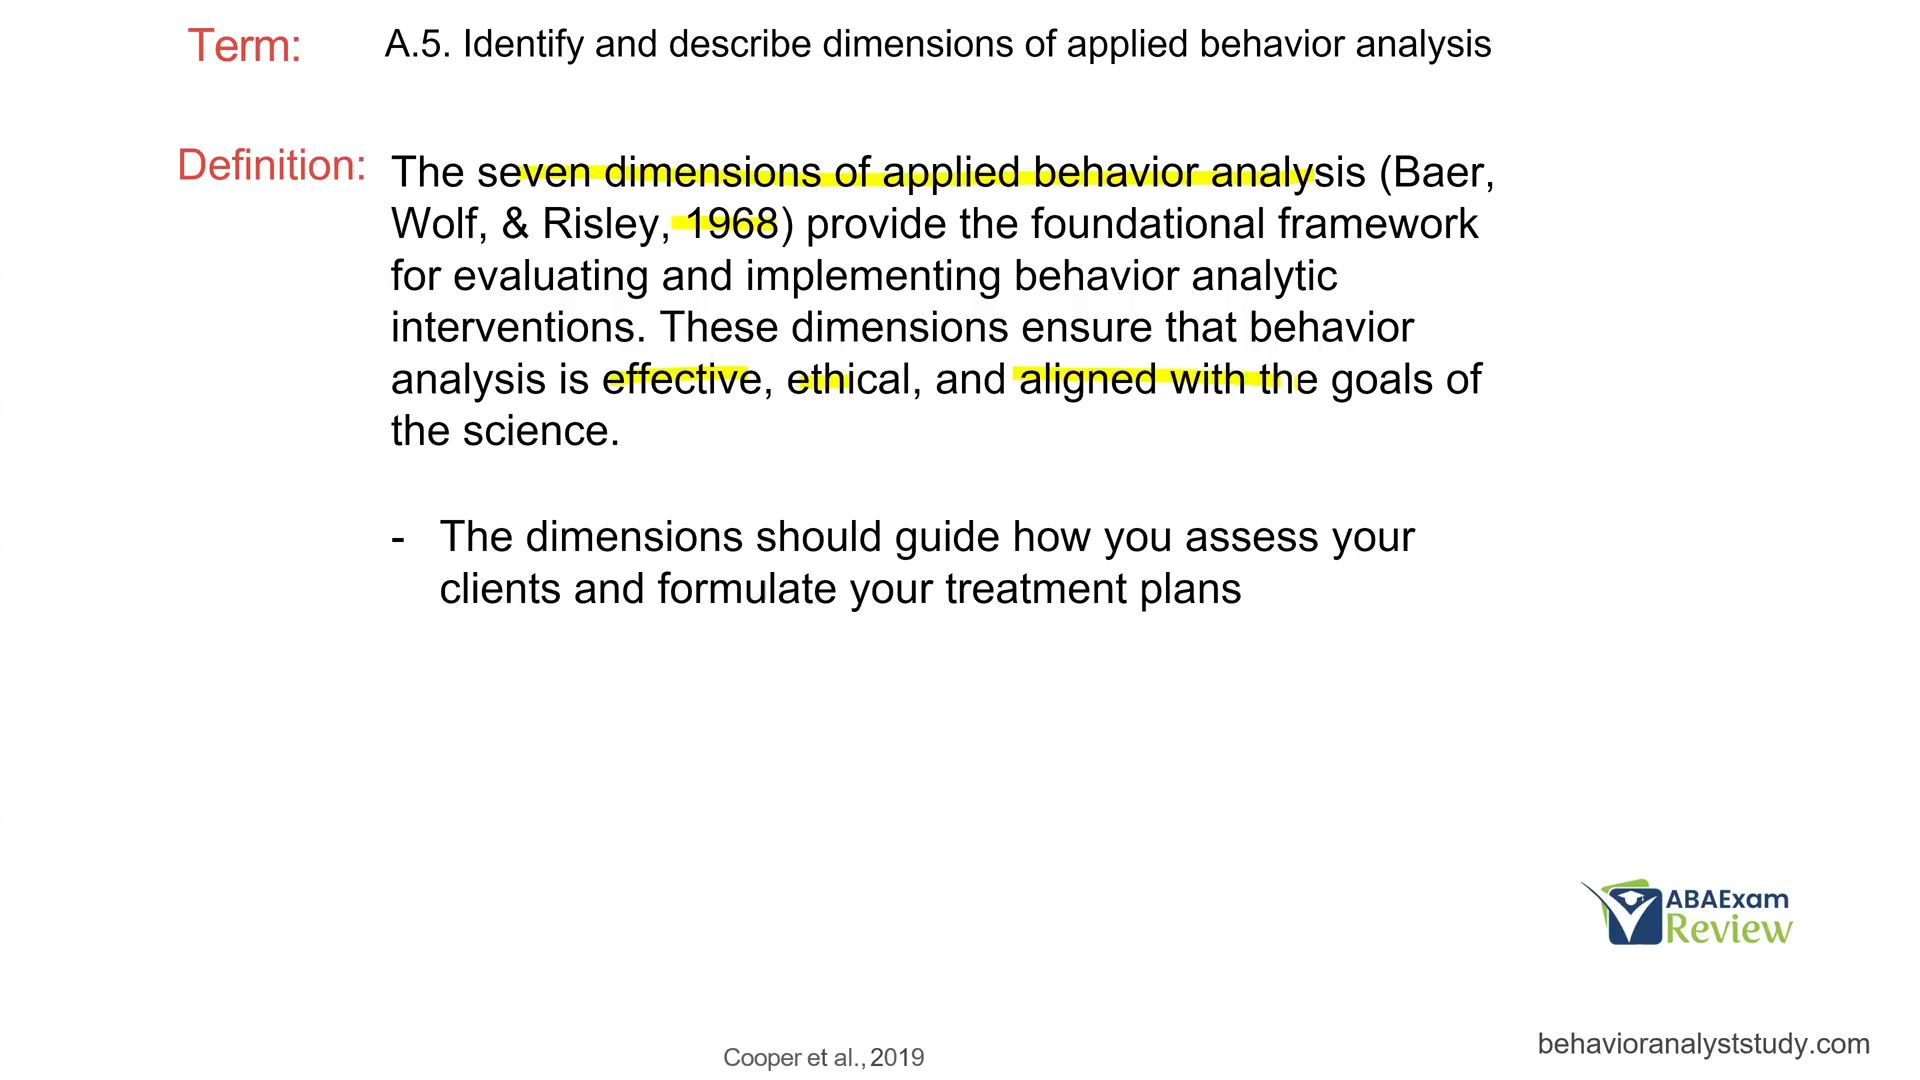 Term: A.5. Identify and describe dimensions of applied behavior analysis
Definition: The seven dimensions of applied behavior analysis (Baer,
Wolf, & Risley, 1968) provide the foundational framework
for evaluating and implementing behavior analytic
interventions. These dimensions ensure that behavior
analysis is effective, ethical, and aligned with the goals of
the science.
- The dimensions should guide how you assess your
clients and formulate your treatment plans
ABAExam
Review
behavioranalyststudy.com
Cooper et al., 2019